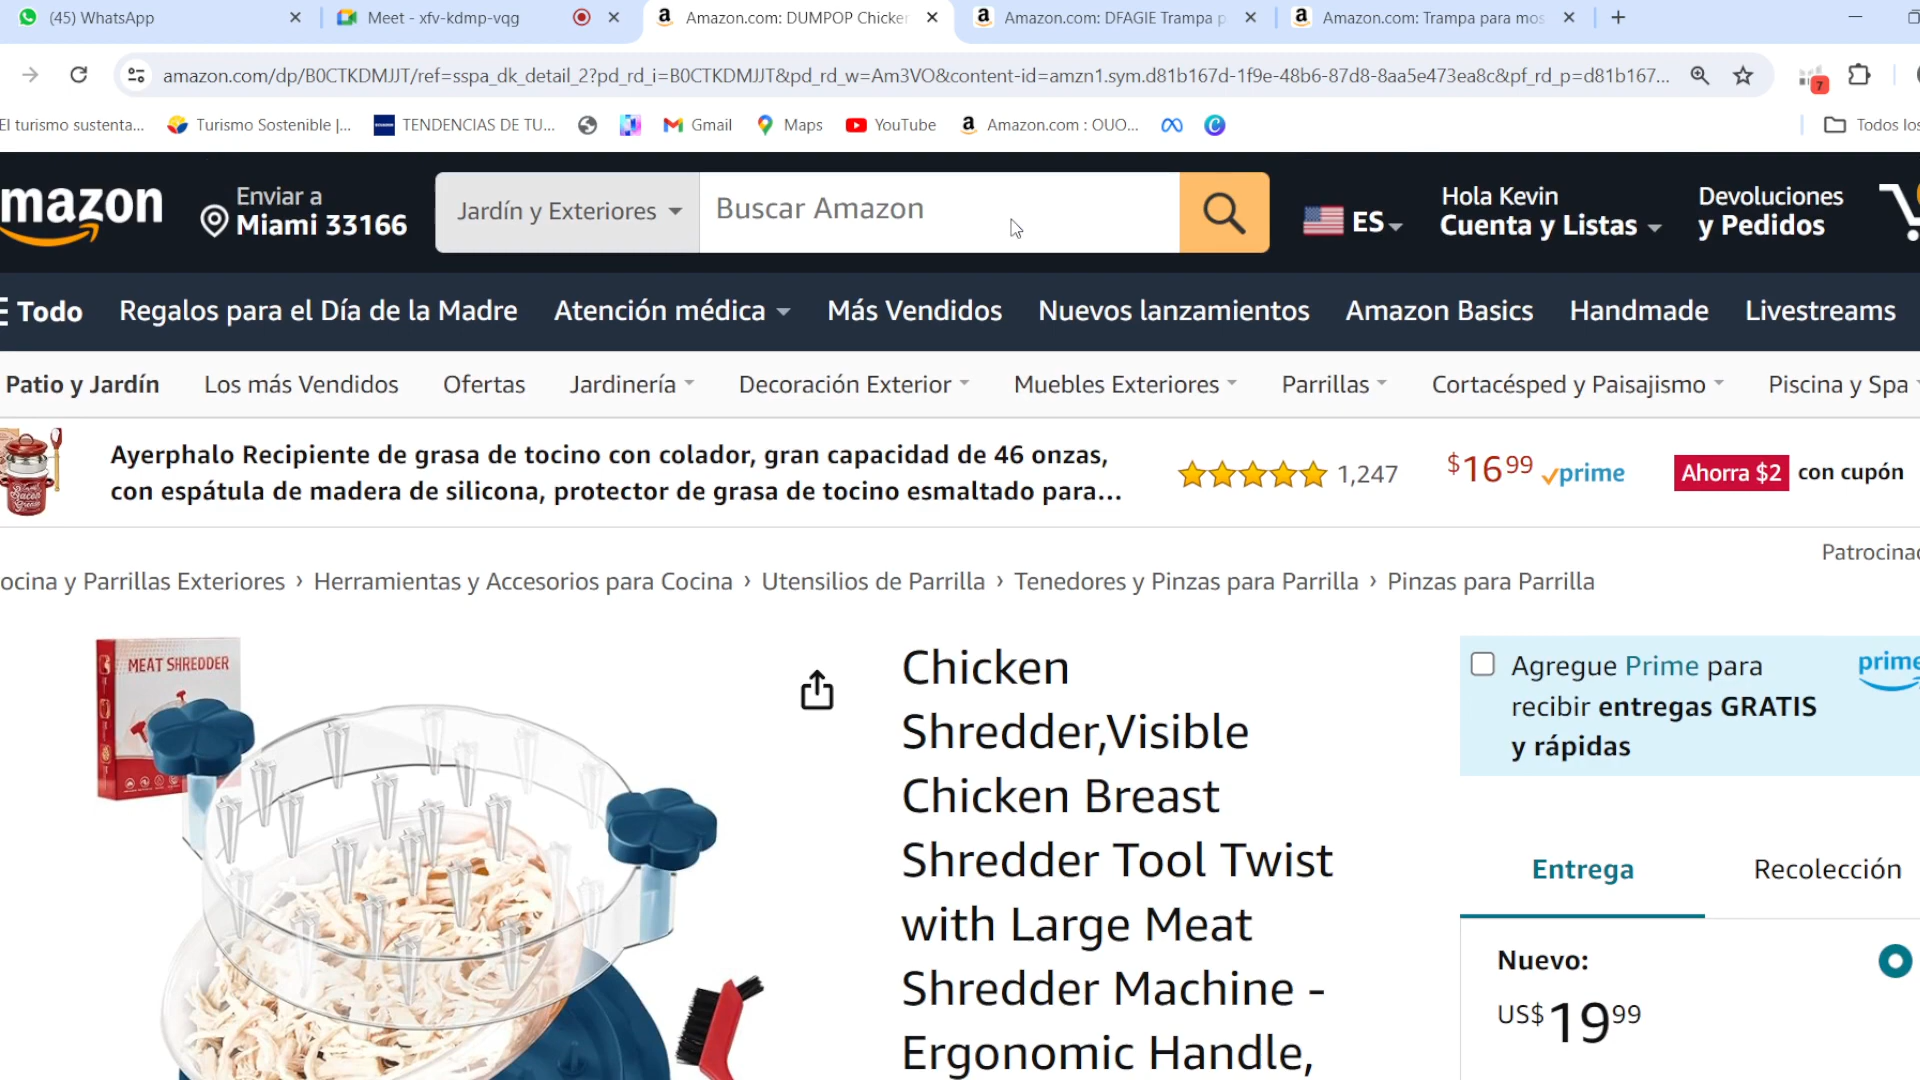 (45) WhatsApp
Meet - xfv-kdmp-vqg
Amazon.com: DUMPOP Chicker
Amazon.com: DFAGIE Trampa p
Amazon.com: Trampa para mos
amazon.com/dp/B0CTKDMJJT/ref=sspa_dk_detail_2?pd_rd_i=B0CTKDMJJT&pd_rd_w=Am3VO&content-id=amzn1.sym.d81b167d-1f9e-48b6-87d8-8aa5e473ea8c&pf_rd_p=d81b167...
7
El turismo sustenta...
Turismo Sostenible |...
TENDENCIAS DE TU...
Gmail
Maps
YouTube
Amazon.com : OUO...
Todos los
mazon
Enviar a
Miami 33166
Jardín y Exteriores
Buscar Amazon
ES
Hola Kevin
Cuenta y Listas
Devoluciones
y Pedidos
Todo
Regalos para el Día de la Madre
Atención médica
Más Vendidos
Nuevos lanzamientos
Amazon Basics
Handmade
Livestreams
Patio y Jardín
Los más Vendidos
Ofertas
Jardinería
Decoración Exterior
Muebles Exteriores
Parrillas
Cortacésped y Paisajismo
Piscina y Spa
Ayerphalo Recipiente de grasa de tocino con colador, gran capacidad de 46 onzas,
con espátula de madera de silicona, protector de grasa de tocino esmaltado para...
1,247
$16 99
prime
Ahorra $2 con cupón
Patrocinad
ocina y Parrillas Exteriores › Herramientas y Accesorios para Cocina › Utensilios de Parrilla › Tenedores y Pinzas para Parrilla › Pinzas para Parrilla
MEAT SHREDDER
Chicken
Shredder,Visible
Chicken Breast
Shredder Tool Twist
with Large Meat
Shredder Machine -
Ergonomic Handle,
Agregue Prime para
recibir entregas GRATIS
y rápidas
prime
Entrega
Recolección
Nuevo:
US$19 99